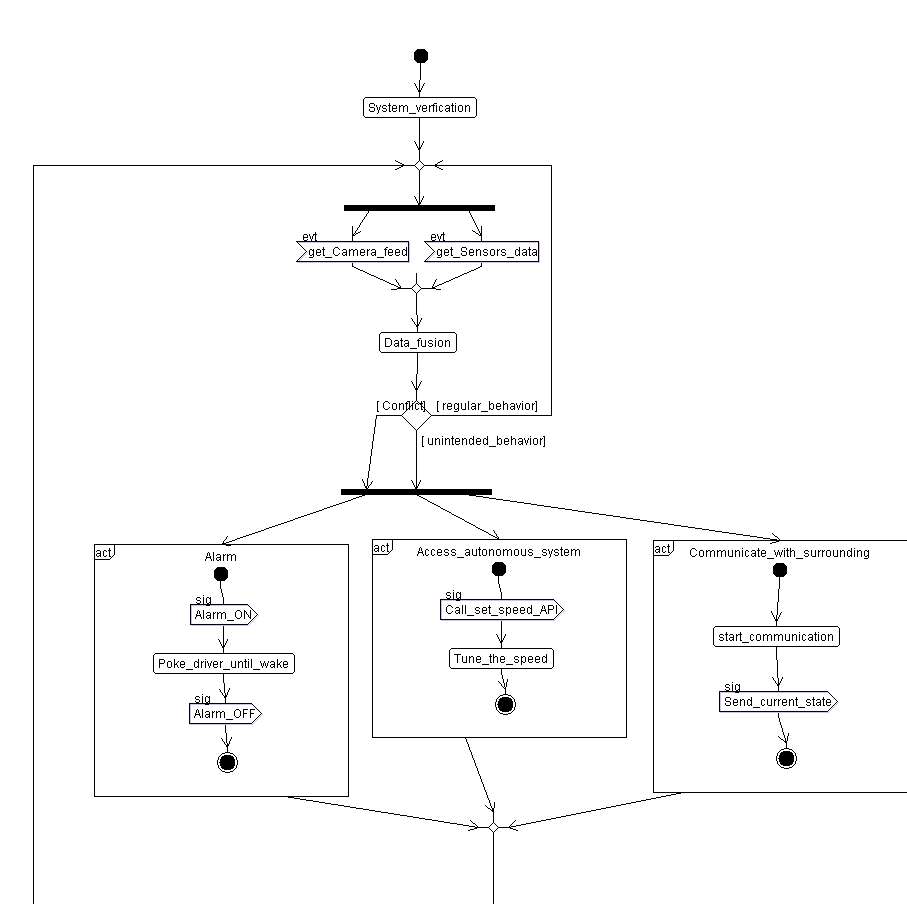 System_verfication
evt
evt
get_Camera_feed
get_Sensors_data
Data_fusion
[ Conflict]
[ regular_behavior]
[ unintended_behavior]
act
Alarm
sig
Alarm_ON
Poke_driver_until_wake
sig
Alarm_OFF
act
Access_autonomous_system
sig
Call_set_speed_API
Tune_the_speed
act
Communicate_with_surrounding
start_communication
sig
Send_current_state